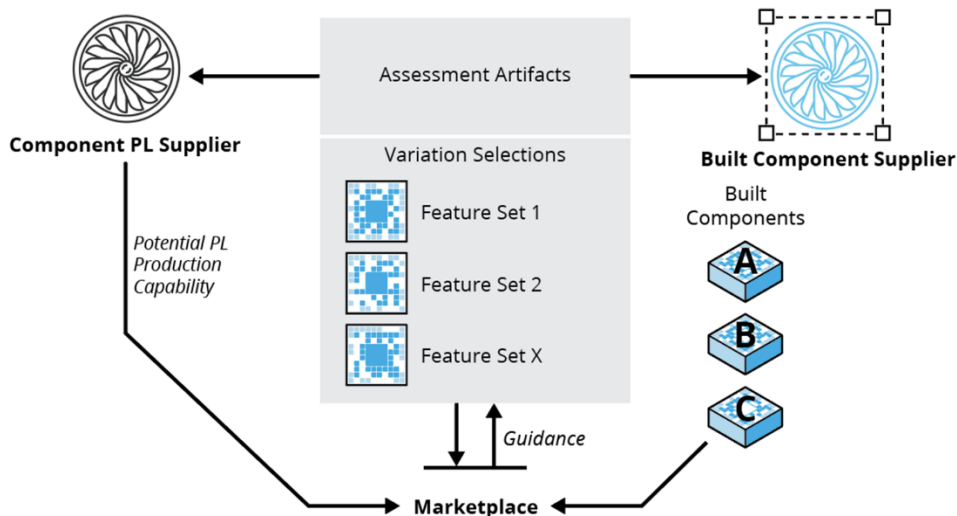 Assessment Artifacts
Component PL Supplier
Built Component Supplier
Variation Selections
Feature Set 1
Feature Set 2
Feature Set X
Potential PL
Production
Capability
Built
Components
A
B
C
Guidance
Marketplace